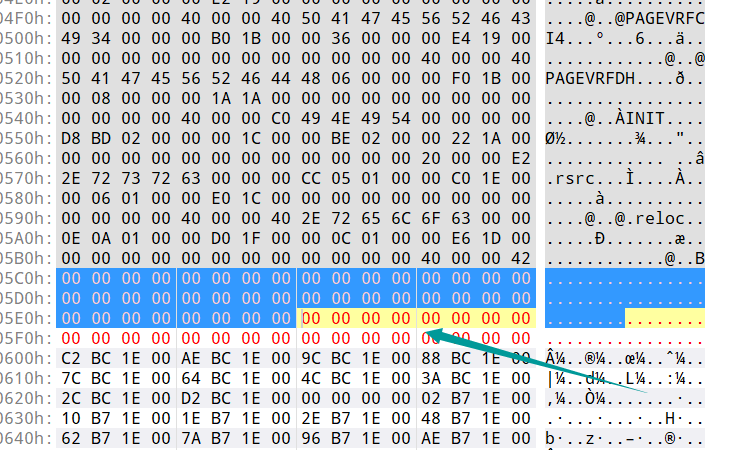 04F0h: 00 00 00 00 40 00 00 40 50 41 47 45 56 52 46 43 ....@..@PAGEVRFC
0500h: 49 34 00 00 00 B0 1B 00 00 36 00 00 00 E4 19 00 I4...°...6...ä..
0510h: 00 00 00 00 00 00 00 00 00 00 00 00 40 00 00 40 ............@..@
0520h: 50 41 47 45 56 52 46 44 48 06 00 00 00 F0 1B 00 PAGEVRFDH....ð..
0530h: 00 08 00 00 00 1A 1A 00 00 00 00 00 00 00 00 00 ................
0540h: 00 00 00 00 40 00 00 C0 49 4E 49 54 00 00 00 00 ....@..ÀINIT....
0550h: D8 BD 02 00 00 00 1C 00 00 BE 02 00 00 22 1A 00 Ø½.......¾..."..
0560h: 00 00 00 00 00 00 00 00 00 00 00 00 20 00 00 E2 ............ ..â
0570h: 2E 72 73 72 63 00 00 00 CC 05 01 00 00 C0 1E 00 .rsrc...Ì....À..
0580h: 00 06 01 00 00 E0 1C 00 00 00 00 00 00 00 00 00 .....à..........
0590h: 00 00 00 00 40 00 00 40 2E 72 65 6C 6F 63 00 00 ....@..@.reloc..
05A0h: 0E 0A 01 00 00 D0 1F 00 00 0C 01 00 00 E6 1D 00 .....Ð.......æ..
05B0h: 00 00 00 00 00 00 00 00 00 00 00 00 40 00 00 42 ............@..B
05C0h: 00 00 00 00 00 00 00 00 00 00 00 00 00 00 00 00 ................
05D0h: 00 00 00 00 00 00 00 00 00 00 00 00 00 00 00 00 ................
05E0h: 00 00 00 00 00 00 00 00 00 00 00 00 00 00 00 00 ................
05F0h: 00 00 00 00 00 00 00 00 00 00 00 00 00 00 00 00 ................
0600h: C2 BC 1E 00 AE BC 1E 00 9C BC 1E 00 88 BC 1E 00 Â¼..®¼..œ¼..ˆ¼..
0610h: 7C BC 1E 00 64 BC 1E 00 4C BC 1E 00 3A BC 1E 00 |¼..d¼..L¼..:¼..
0620h: 2C BC 1E 00 D2 BC 1E 00 00 00 00 00 02 B7 1E 00 ,¼..Ò¼.......·..
0630h: 10 B7 1E 00 1E B7 1E 00 2E B7 1E 00 48 B7 1E 00 .·...·...·..H·..
0640h: 62 B7 1E 00 7A B7 1E 00 96 B7 1E 00 AE B7 1E 00 b·..z·..–·..®·..